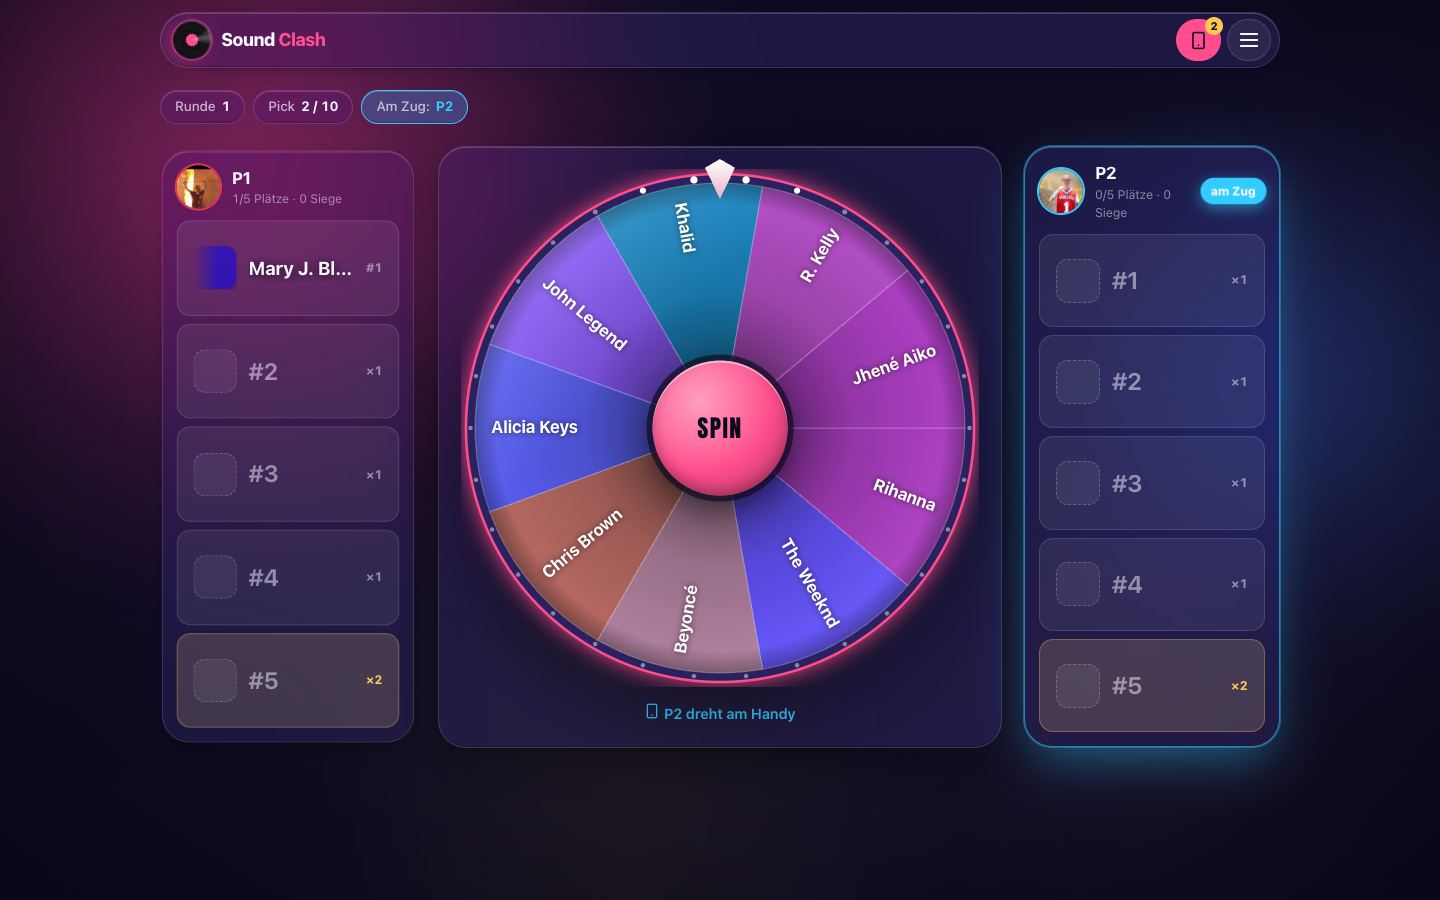 Sound Clash
2
Runde 1
Pick 2 / 10
Am Zug: P2
P1
1/5 Plätze · 0 Siege
Mary J. Bl... #1
#2 ×1
#3 ×1
#4 ×1
#5 ×2
Khalid
R. Kelly
Jhené Aiko
Rihanna
The Weeknd
Beyoncé
Chris Brown
Alicia Keys
John Legend
SPIN
P2 dreht am Handy
P2
0/5 Plätze · 0
Siege
am Zug
#1 ×1
#2 ×1
#3 ×1
#4 ×1
#5 ×2